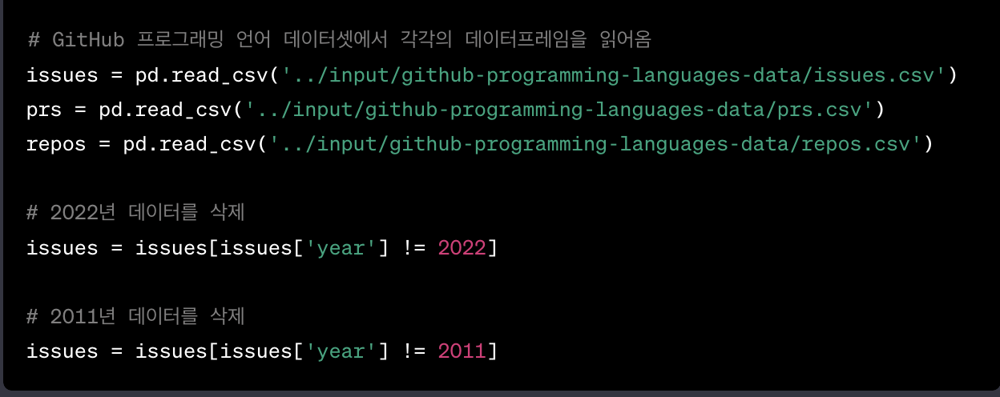 # GitHub 프로그래밍 언어 데이터셋에서 각각의 데이터프레임을 읽어옴
issues = pd.read_csv('../input/github-programming-languages-data/issues.csv')
prs = pd.read_csv('../input/github-programming-languages-data/prs.csv')
repos = pd.read_csv('../input/github-programming-languages-data/repos.csv')
# 2022년 데이터를 삭제
issues = issues[issues['year'] != 2022]
# 2011년 데이터를 삭제
issues = issues[issues['year'] != 2011]